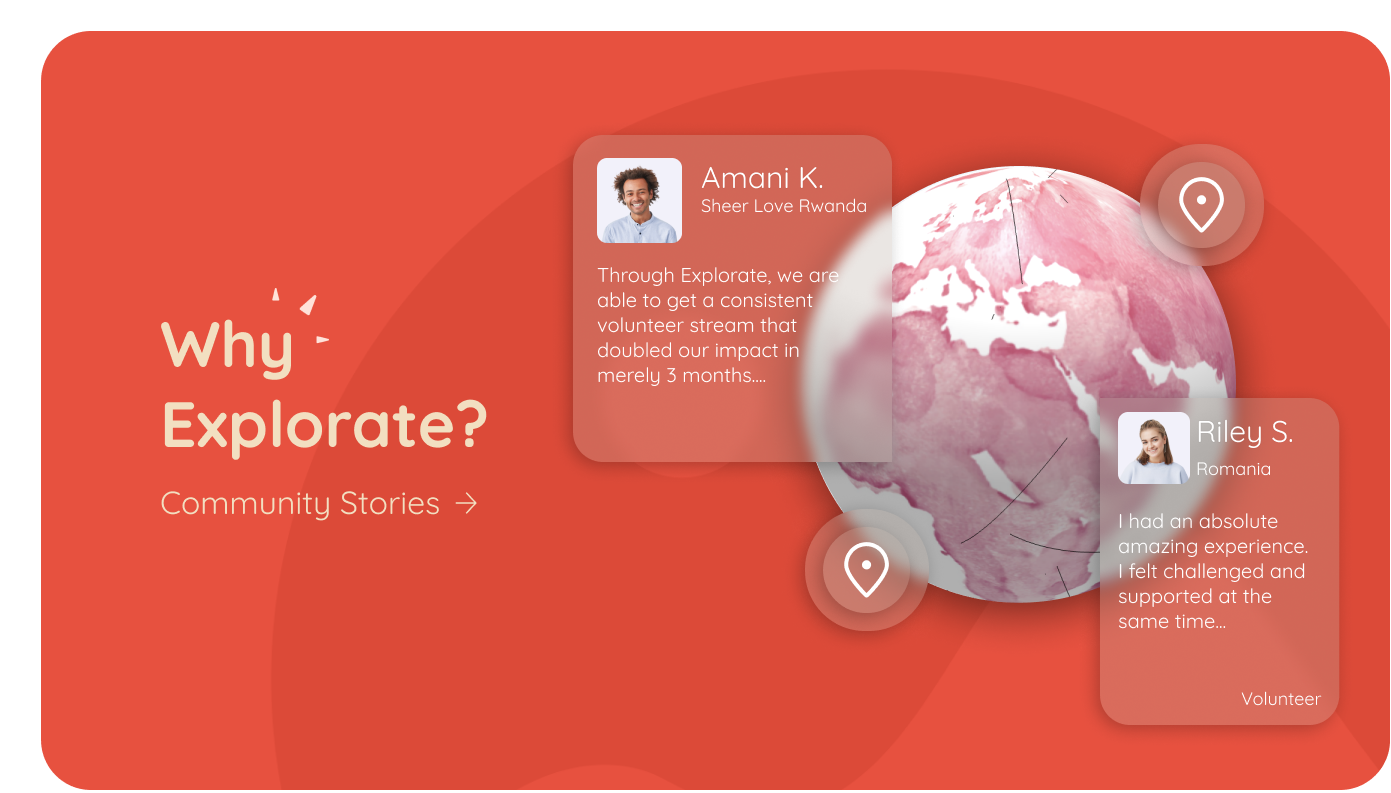 Why
Explorate?
Community Stories →
Amani K.
Sheer Love Rwanda
Through Explorate, we are
able to get a consistent
volunteer stream that
doubled our impact in
merely 3 months....
Riley S.
Romania
I had an absolute
amazing experience.
I felt challenged and
supported at the
same time...
Volunteer